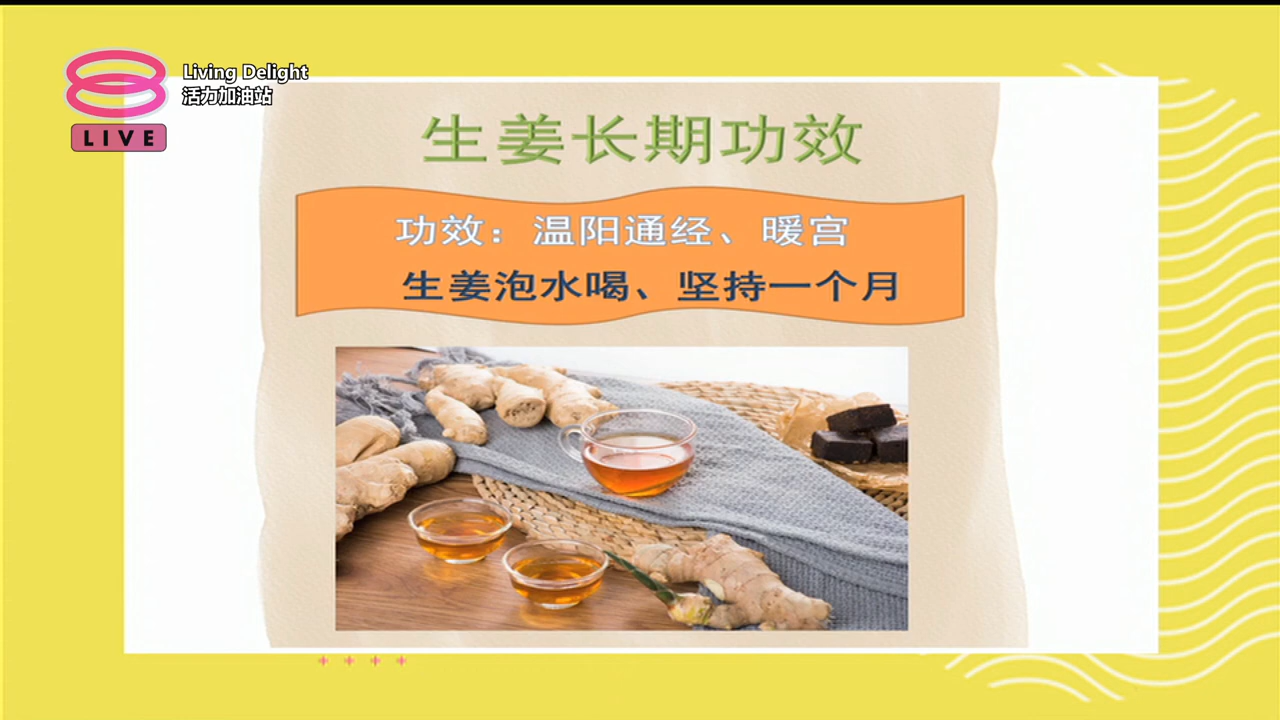 Living Delight
活力加油站
LIVE
生姜长期功效
功效：温阳通经、暖宫
生姜泡水喝、坚持一个月